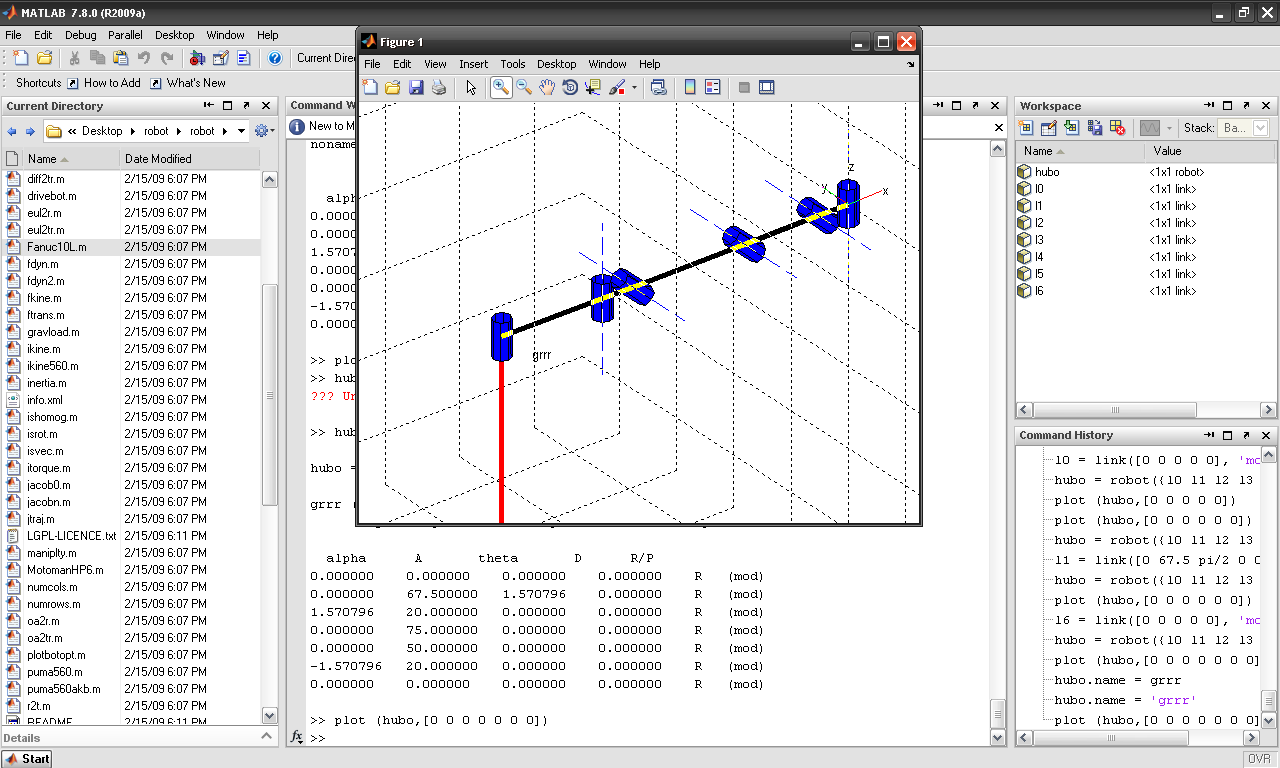 MATLAB 7.8.0 (R2009a)
File Edit Debug Parallel Desktop Window Help
Current Dire
Shortcuts How to Add What's New
Current Directory
« Desktop robot robot
Name Date Modified
diff2tr.m 2/15/09 6:07 PM
drivebot.m 2/15/09 6:07 PM
eul2r.m 2/15/09 6:07 PM
eul2tr.m 2/15/09 6:07 PM
Fanuc10L.m 2/15/09 6:07 PM
fdyn.m 2/15/09 6:07 PM
fdyn2.m 2/15/09 6:07 PM
fkine.m 2/15/09 6:07 PM
ftrans.m 2/15/09 6:07 PM
gravload.m 2/15/09 6:07 PM
ikine.m 2/15/09 6:07 PM
ikine560.m 2/15/09 6:07 PM
inertia.m 2/15/09 6:07 PM
info.xml 2/15/09 6:07 PM
ishomog.m 2/15/09 6:07 PM
isrot.m 2/15/09 6:07 PM
isvec.m 2/15/09 6:07 PM
itorque.m 2/15/09 6:07 PM
jacob0.m 2/15/09 6:07 PM
jacobn.m 2/15/09 6:07 PM
jtraj.m 2/15/09 6:07 PM
LGPL-LICENCE.txt 2/15/09 6:11 PM
maniplty.m 2/15/09 6:07 PM
MotomanHP6.m 2/15/09 6:07 PM
numcols.m 2/15/09 6:07 PM
numrows.m 2/15/09 6:07 PM
oa2r.m 2/15/09 6:07 PM
oa2tr.m 2/15/09 6:07 PM
plotbotopt.m 2/15/09 6:07 PM
puma560.m 2/15/09 6:07 PM
puma560akb.m 2/15/09 6:07 PM
r2t.m 2/15/09 6:07 PM
README 2/15/09 6:11 PM
Details
Start
Command W
New to M
noname
alph
0.0000
0.0000
1.5707
0.0000
0.0000
-1.570
0.0000
>> plo
>> hub
??? Un
>> hub
hubo =
grrr (
alpha A theta D R/P
0.000000 0.000000 0.000000 0.000000 R (mod)
0.000000 67.500000 1.570796 0.000000 R (mod)
1.570796 20.000000 0.000000 0.000000 R (mod)
0.000000 75.000000 0.000000 0.000000 R (mod)
0.000000 50.000000 0.000000 0.000000 R (mod)
-1.570796 20.000000 0.000000 0.000000 R (mod)
0.000000 0.000000 0.000000 0.000000 R (mod)
>> plot (hubo,[0 0 0 0 0 0 0])
fx >>
Figure 1
File Edit View Insert Tools Desktop Window Help
z
y x
grrr
Workspace
Stack: Ba...
Name Value
hubo <1x1 robot>
l0 <1x1 link>
l1 <1x1 link>
l2 <1x1 link>
l3 <1x1 link>
l4 <1x1 link>
l5 <1x1 link>
l6 <1x1 link>
Command History
l0 = link([0 0 0 0 0], 'mo
hubo = robot({l0 l1 l2 l3
plot (hubo,[0 0 0 0 0])
plot (hubo,[0 0 0 0 0 0])
hubo = robot({l0 l1 l2 l3
l1 = link([0 67.5 pi/2 0 0
hubo = robot({l0 l1 l2 l3
plot (hubo,[0 0 0 0 0 0])
l6 = link([0 0 0 0 0], 'mo
hubo = robot({l0 l1 l2 l3
plot (hubo,[0 0 0 0 0 0 0]
hubo.name = grrr
hubo.name = 'grrr'
plot (hubo,[0 0 0 0 0 0 0]
OVR